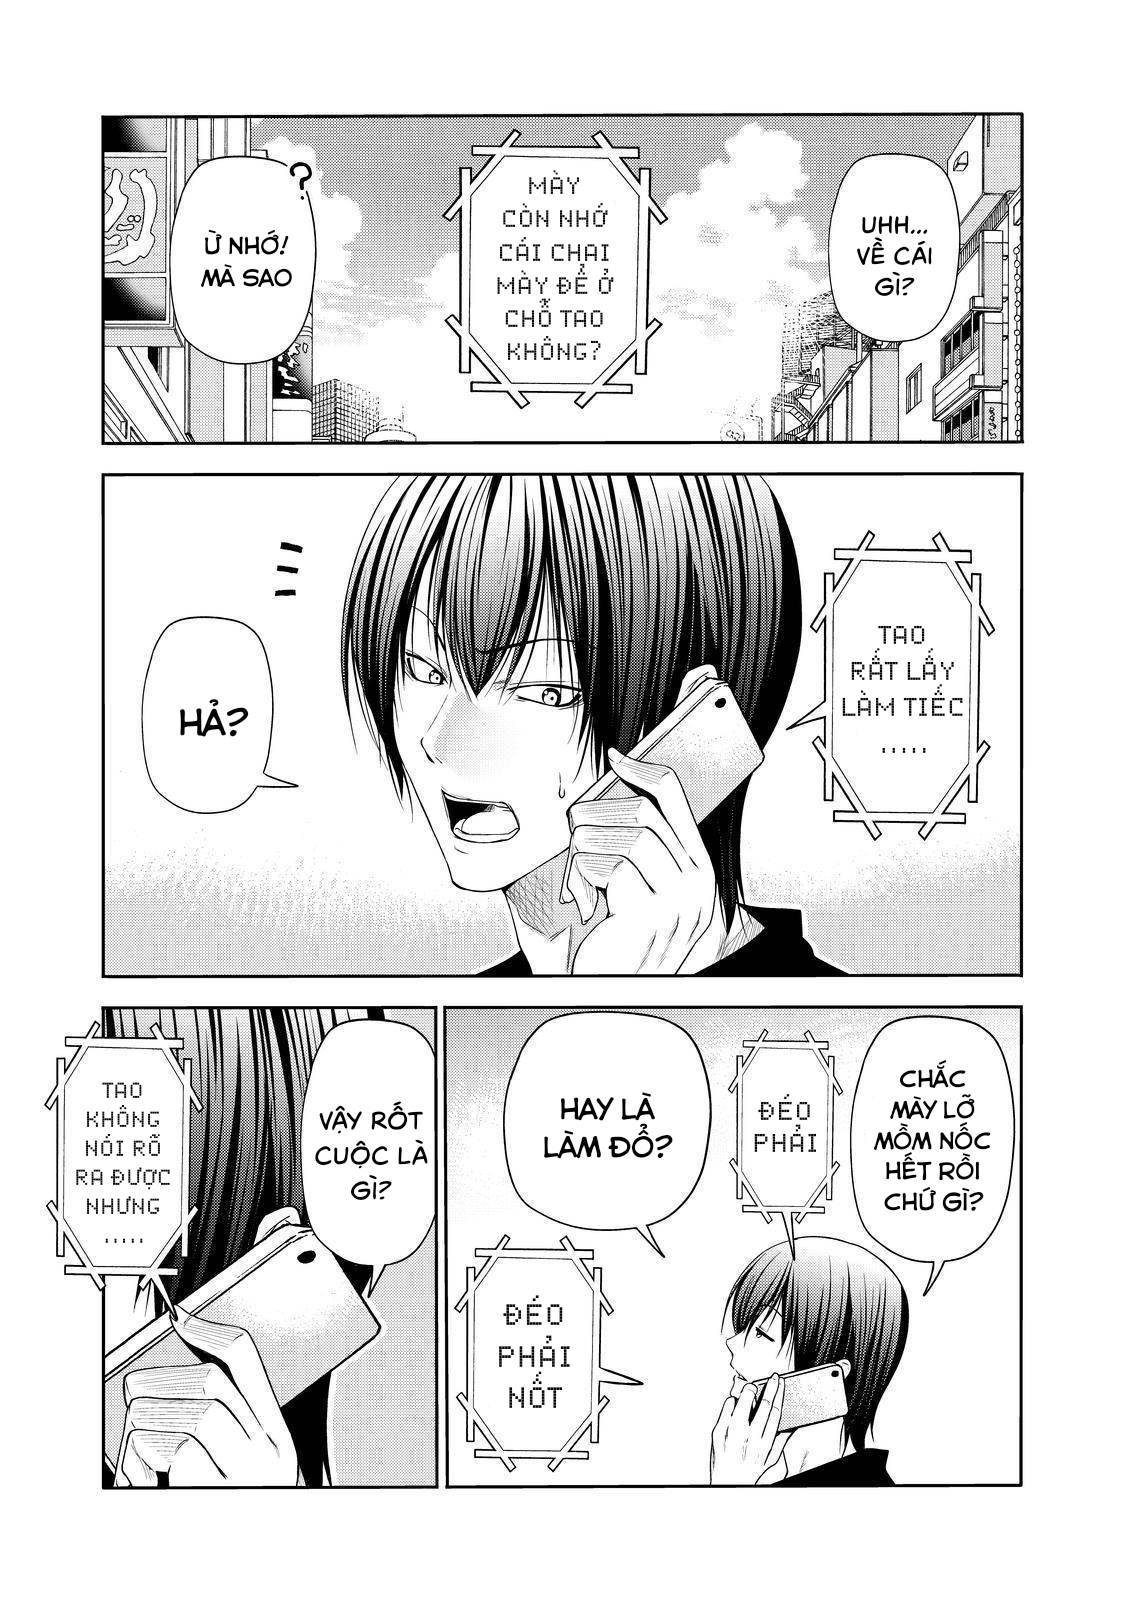 UHH...
VỀ CÁI
GÌ?
MÀY
CÒN NHỚ
CÁI CHAI
MÀY ĐỂ Ở
CHỖ TAO
KHÔNG?
?
Ừ NHỚ!
MÀ SAO
TAO
RẤT LẤY
LÀM TIẾC
.....
HẢ?
CHẮC
MÀY LỠ
MỒM NỐC
HẾT RỒI
CHỨ GÌ?
ĐÉO
PHẢI
HAY LÀ
LÀM ĐỔ?
ĐÉO
PHẢI
NỐT
VẬY RỐT
CUỘC LÀ
GÌ?
TAO
KHÔNG
NÓI RÕ
RA ĐƯỢC
NHƯNG
.....